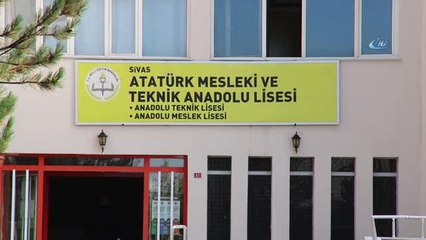 SİVAS
ATATÜRK MESLEKİ VE
TEKNİK ANADOLU LİSESİ
• ANADOLU TEKNİK LİSESİ
• ANADOLU MESLEK LİSESİ